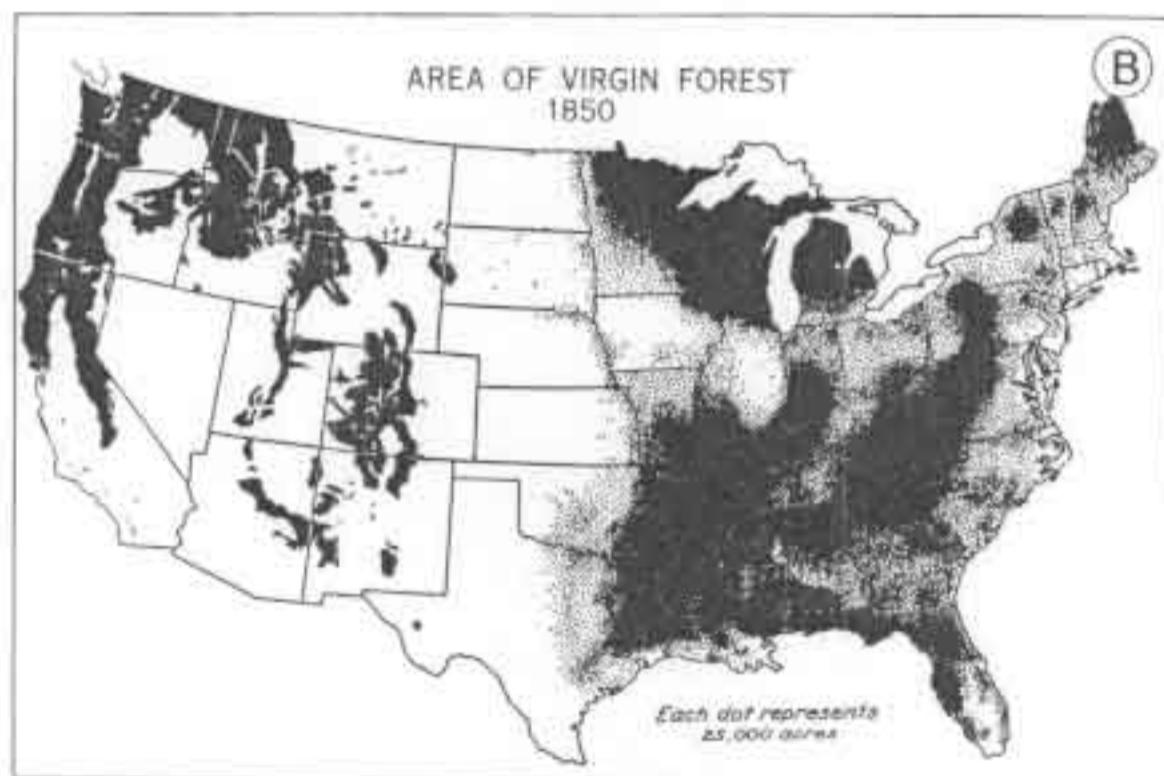 AREA OF VIRGIN FOREST
1850
B
Each dot represents
25,000 acres